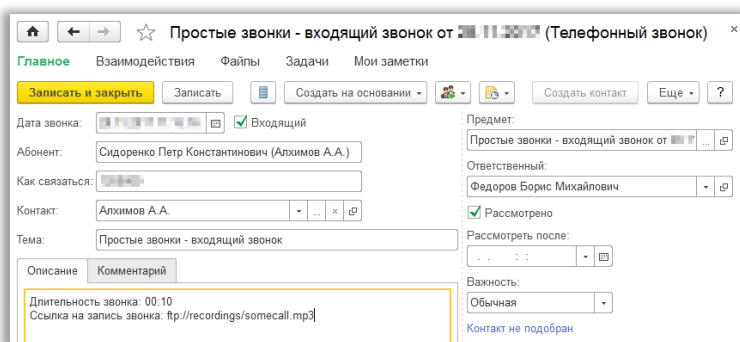 Простые звонки - входящий звонок от (Телефонный звонок)
Главное Взаимодействия Файлы Задачи Мои заметки
Записать и закрыть Записать Создать на основании Создать контакт Еще ?
Дата звонка: Входящий
Абонент: Сидоренко Петр Константинович (Алхимов А.А.)
Как связаться:
Контакт: Алхимов А.А.
Тема: Простые звонки - входящий звонок
Описание Комментарий
Длительность звонка: 00:10
Ссылка на запись звонка: ftp://recordings/somecall.mp3
Предмет:
Простые звонки - входящий звонок от
Ответственный:
Федоров Борис Михайлович
Рассмотрено
Рассмотреть после:
. . : :
Важность:
Обычная
Контакт не подобран